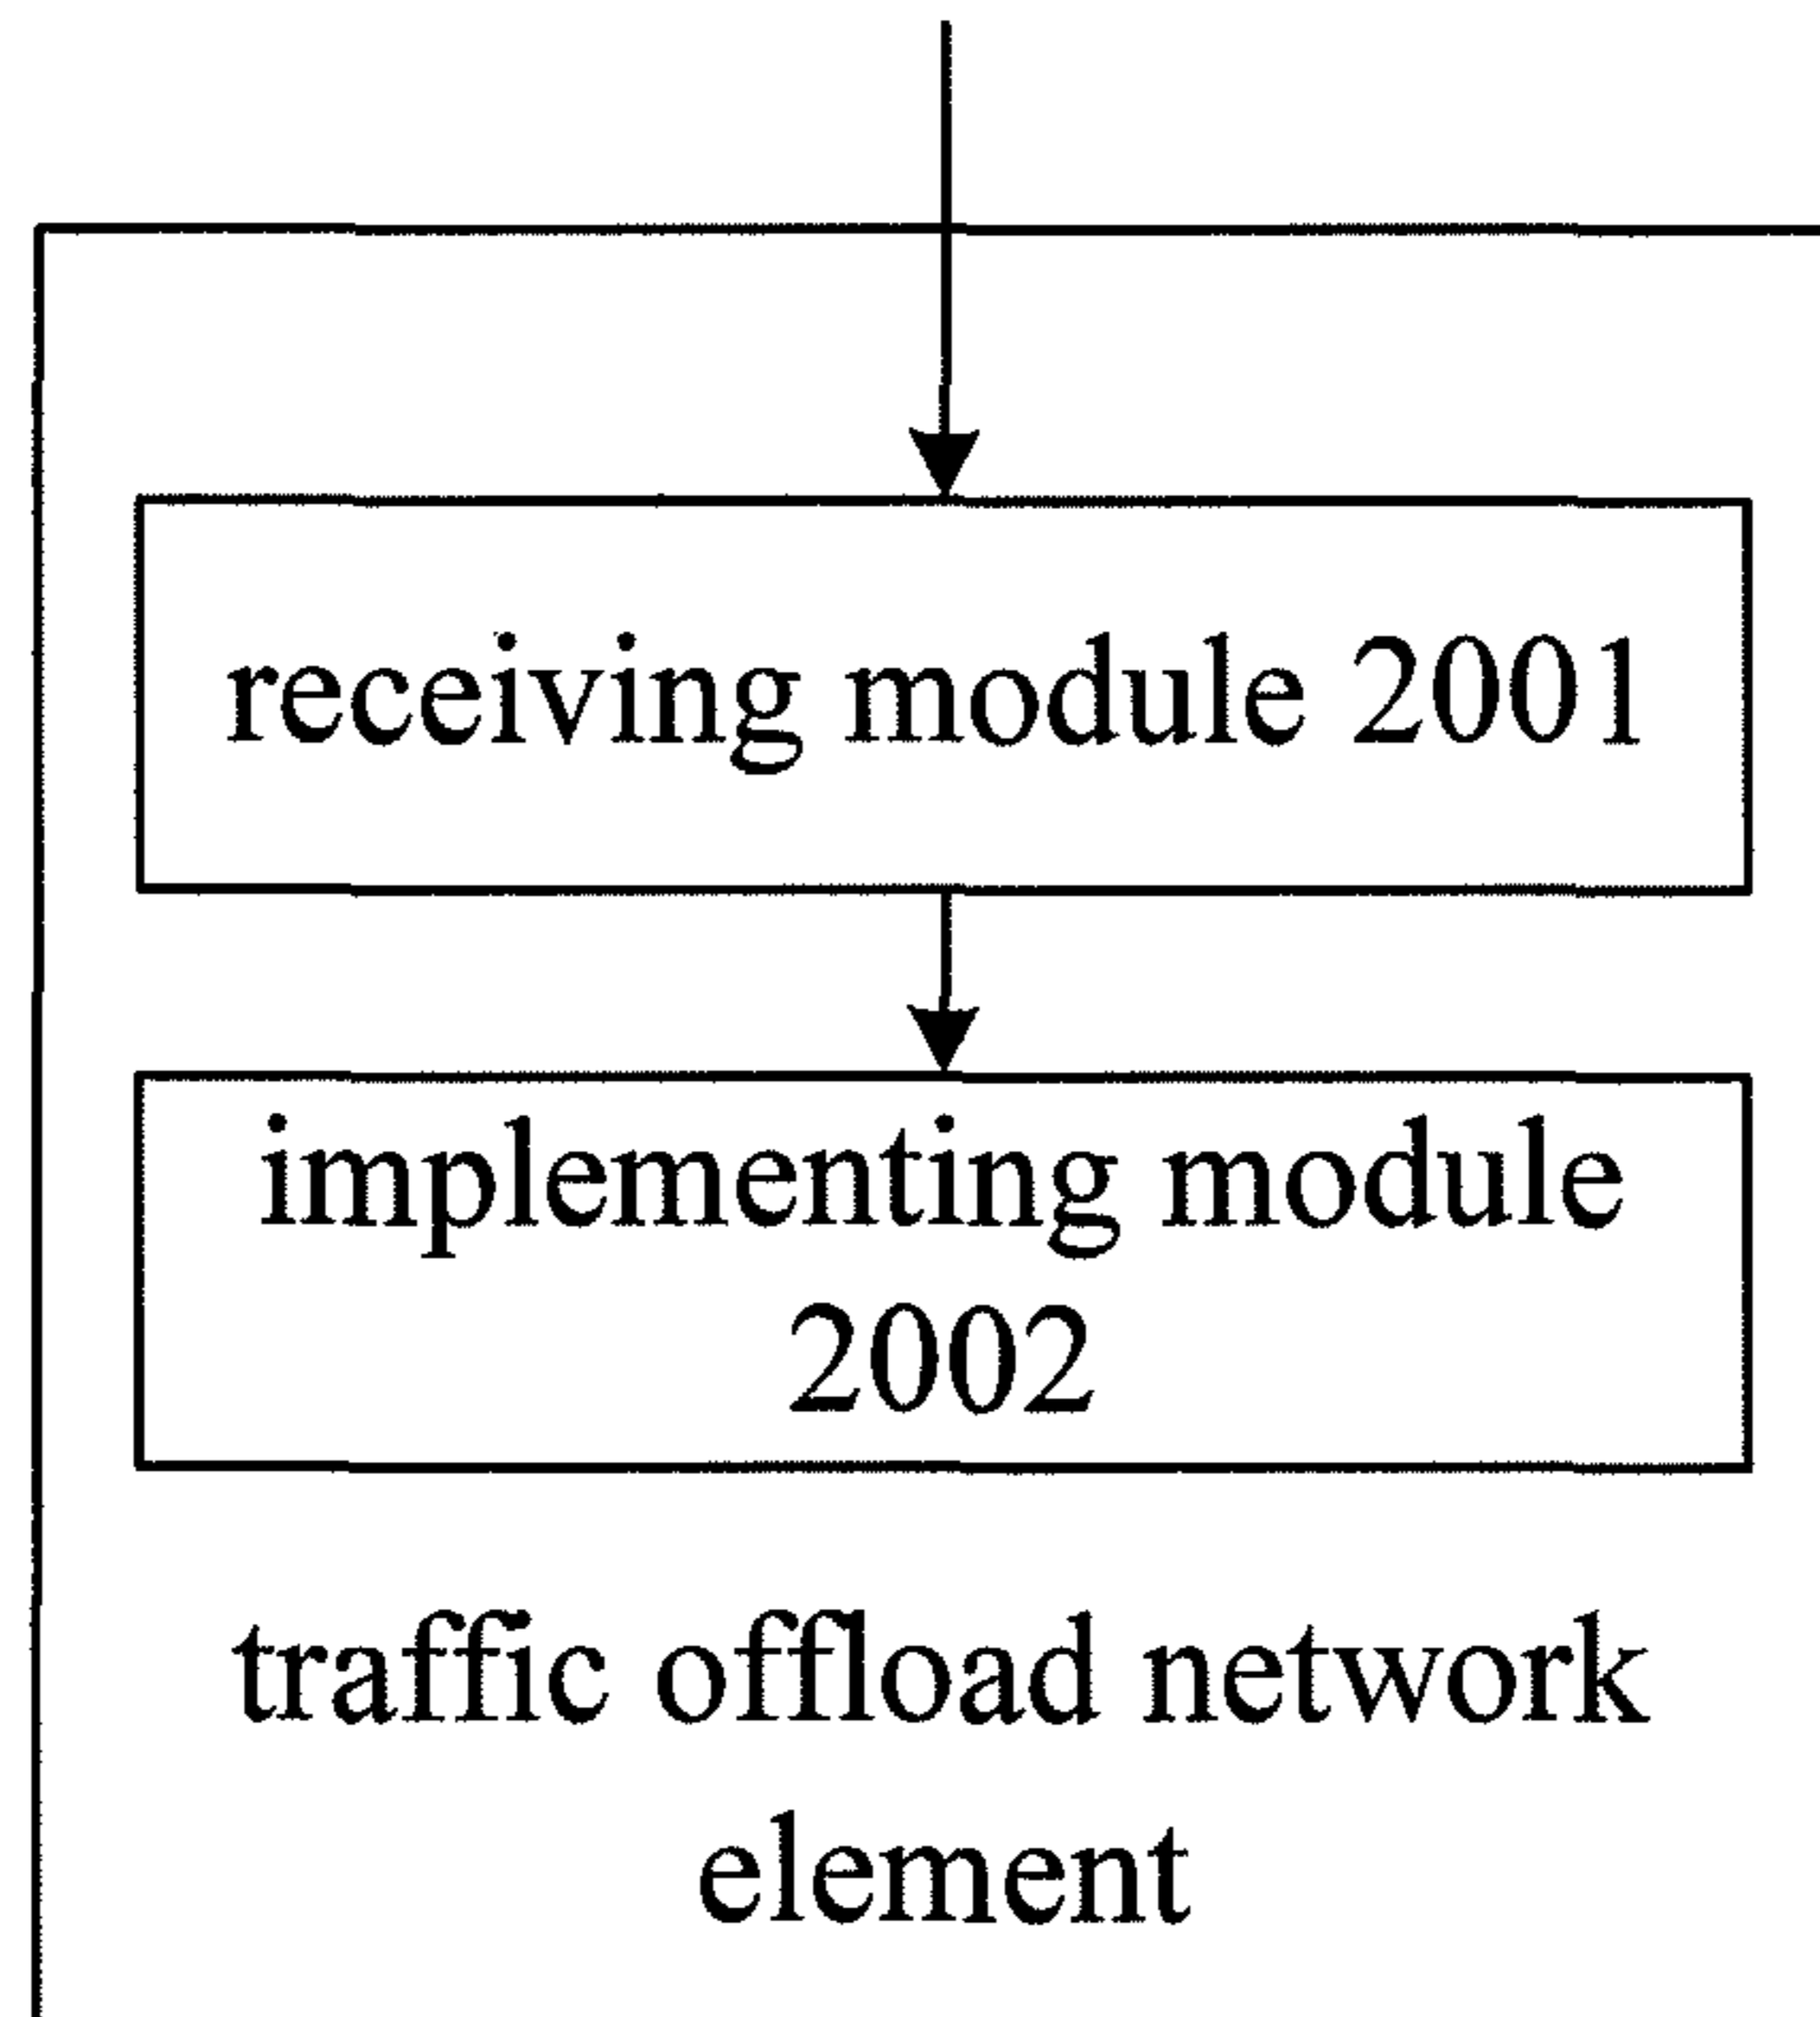 receiving module 2001
implementing module
2002
traffic offload network
element